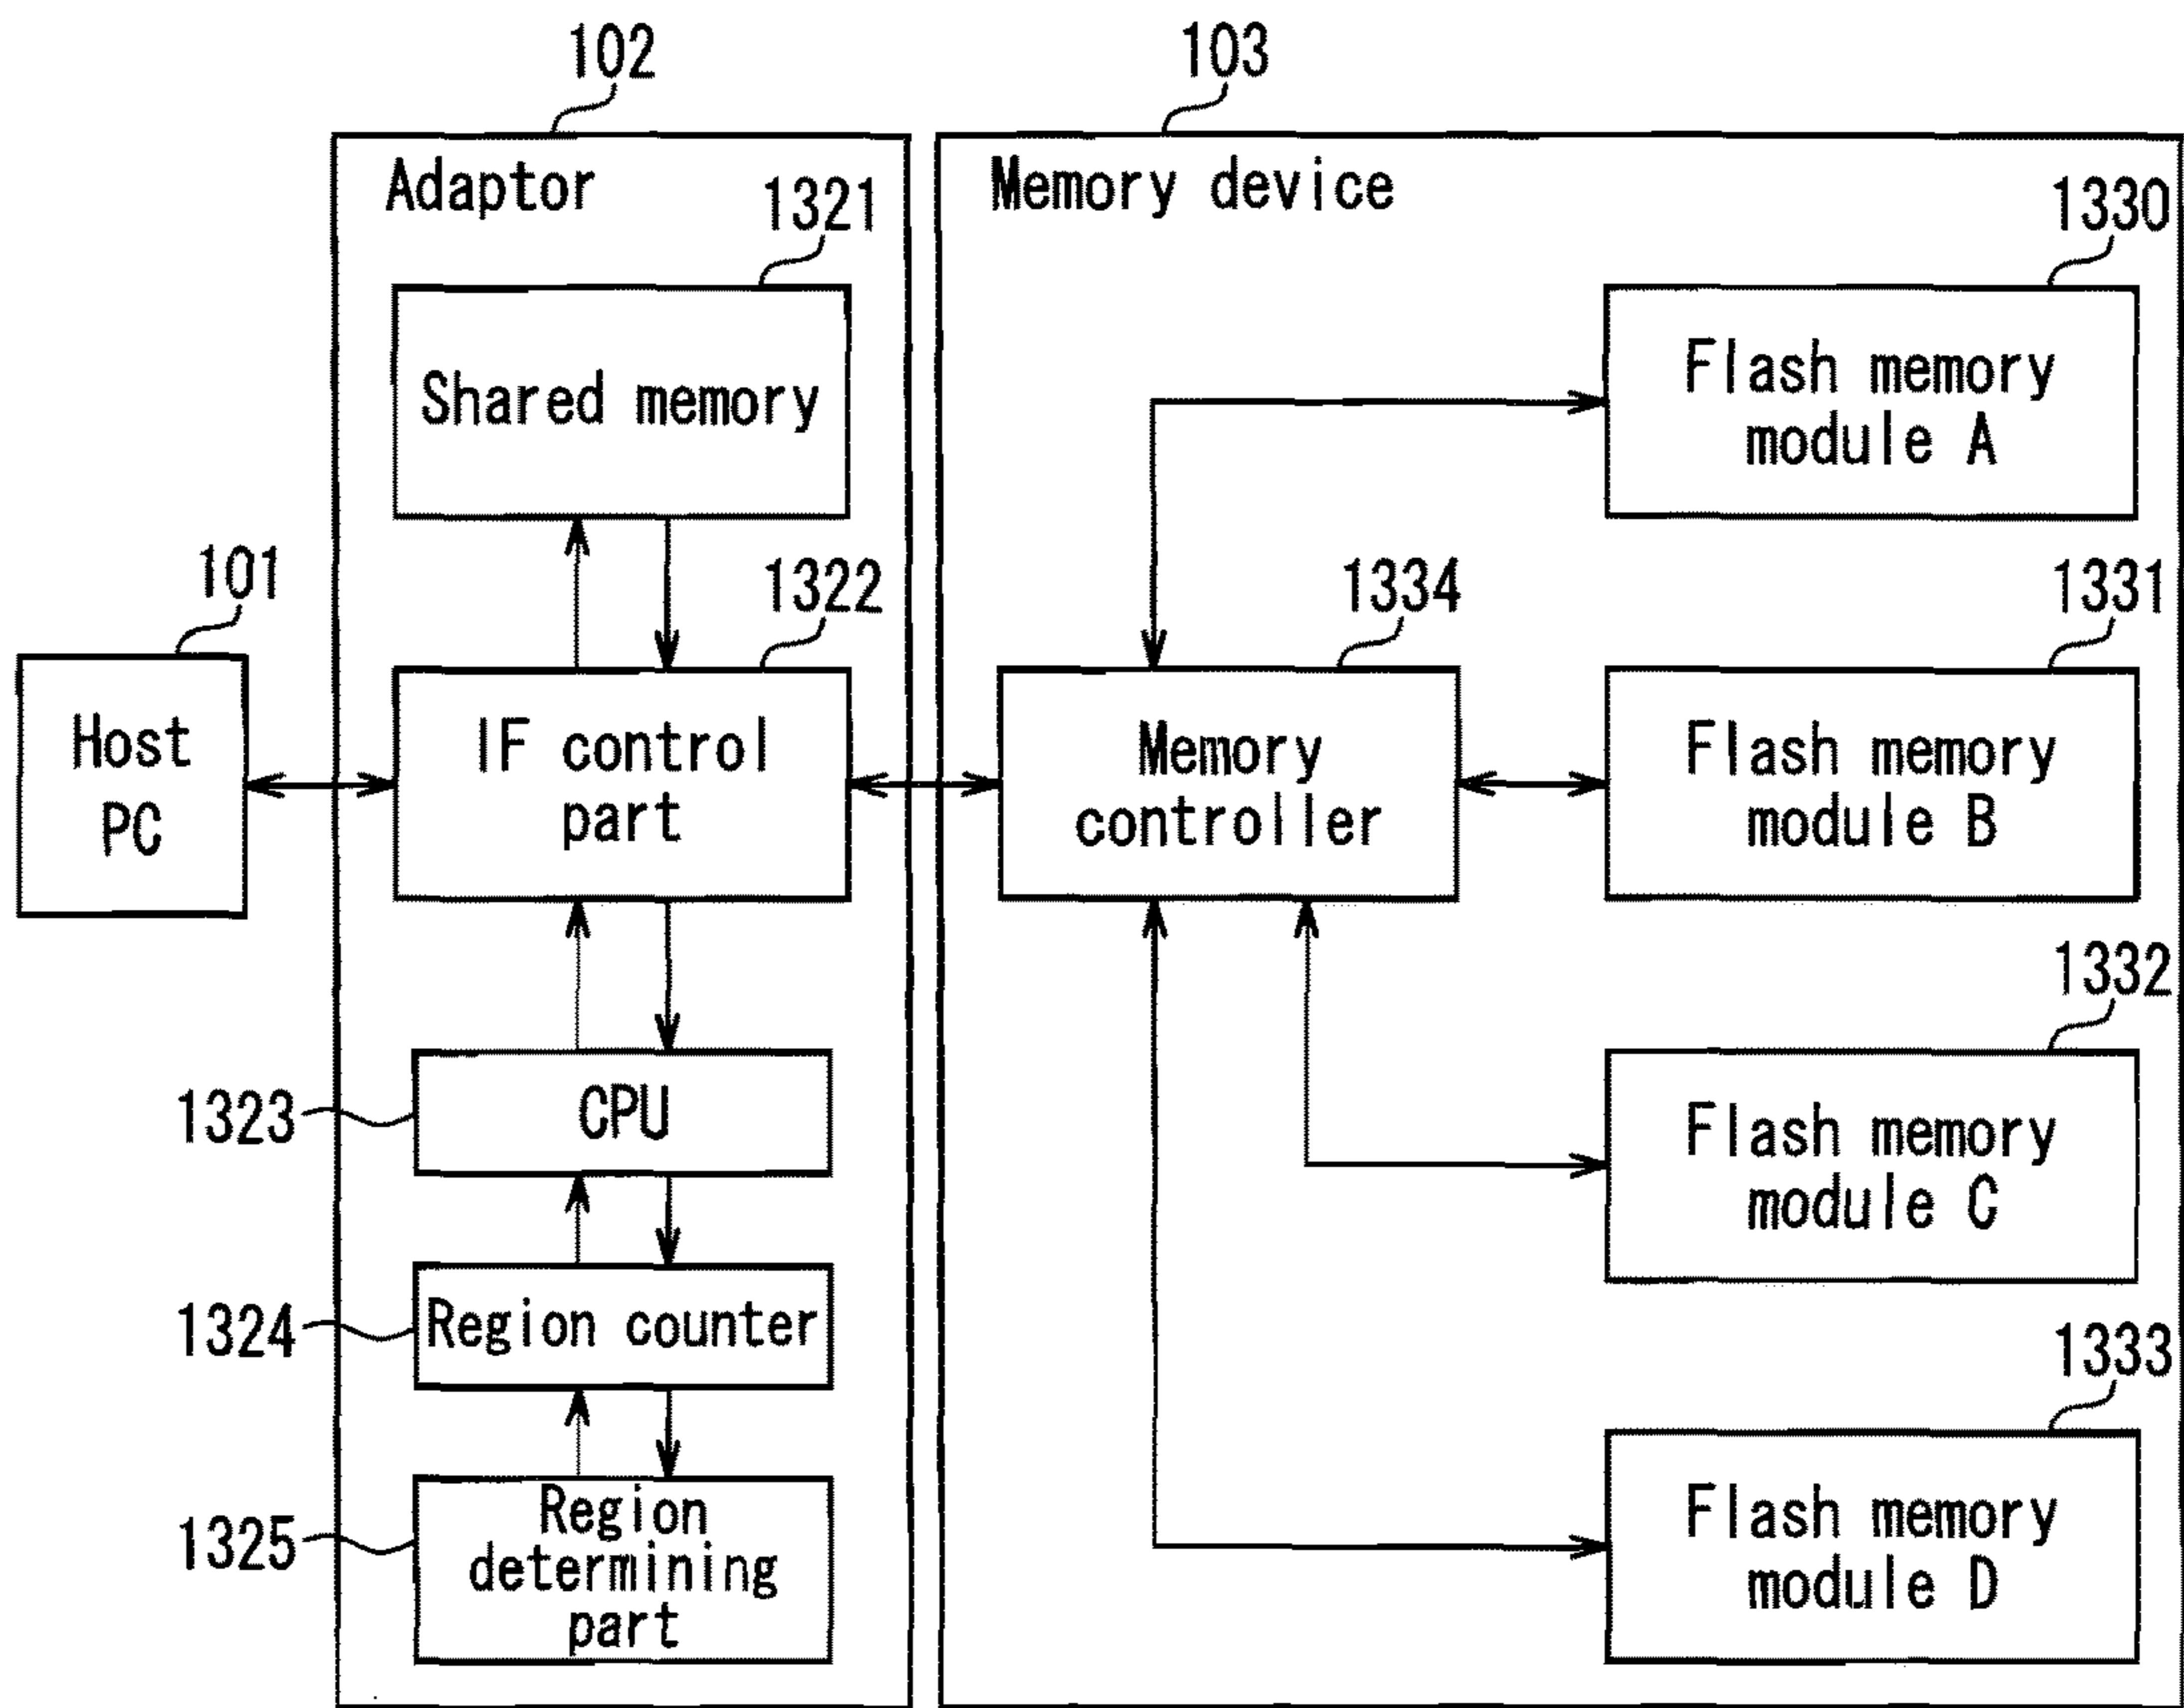 102
103
Adaptor
Memory device
1321
1330
Shared memory
Flash memory
module A
101
1322
1334
1331
Host
PC
IF control
part
Memory
controller
Flash memory
module B
1332
1323
CPU
Flash memory
module C
1324
Region counter
1333
1325
Region
determining
part
Flash memory
module D